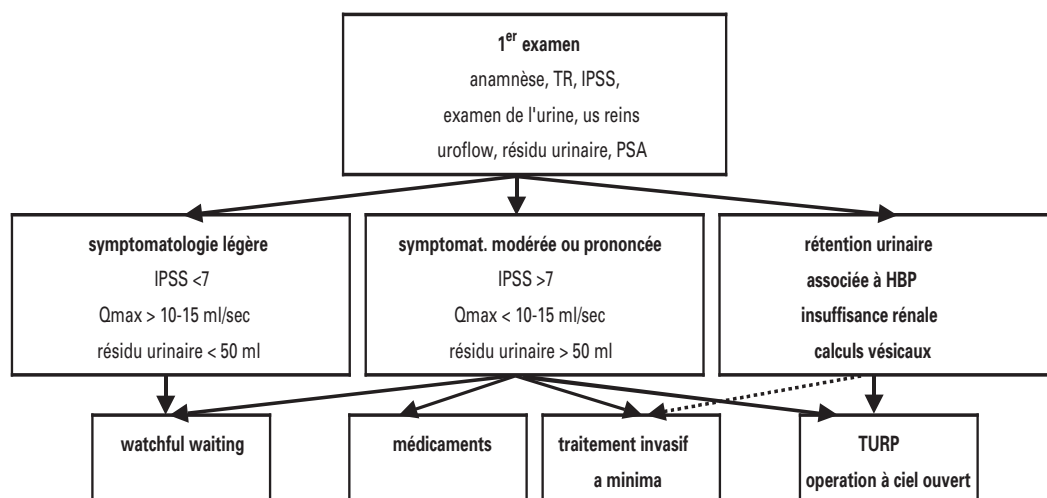 1er examen
anamnèse, TR, IPSS,
examen de l'urine, us reins
uroflow, résidu urinaire, PSA
symptomatologie légère
IPSS <7
Qmax > 10-15 ml/sec
résidu urinaire < 50 ml
symptomat. modérée ou prononcée
IPSS >7
Qmax < 10-15 ml/sec
résidu urinaire > 50 ml
rétention urinaire
associée à HBP
insuffisance rénale
calculs vésicaux
watchful waiting
médicaments
traitement invasif
a minima
TURP
operation à ciel ouvert